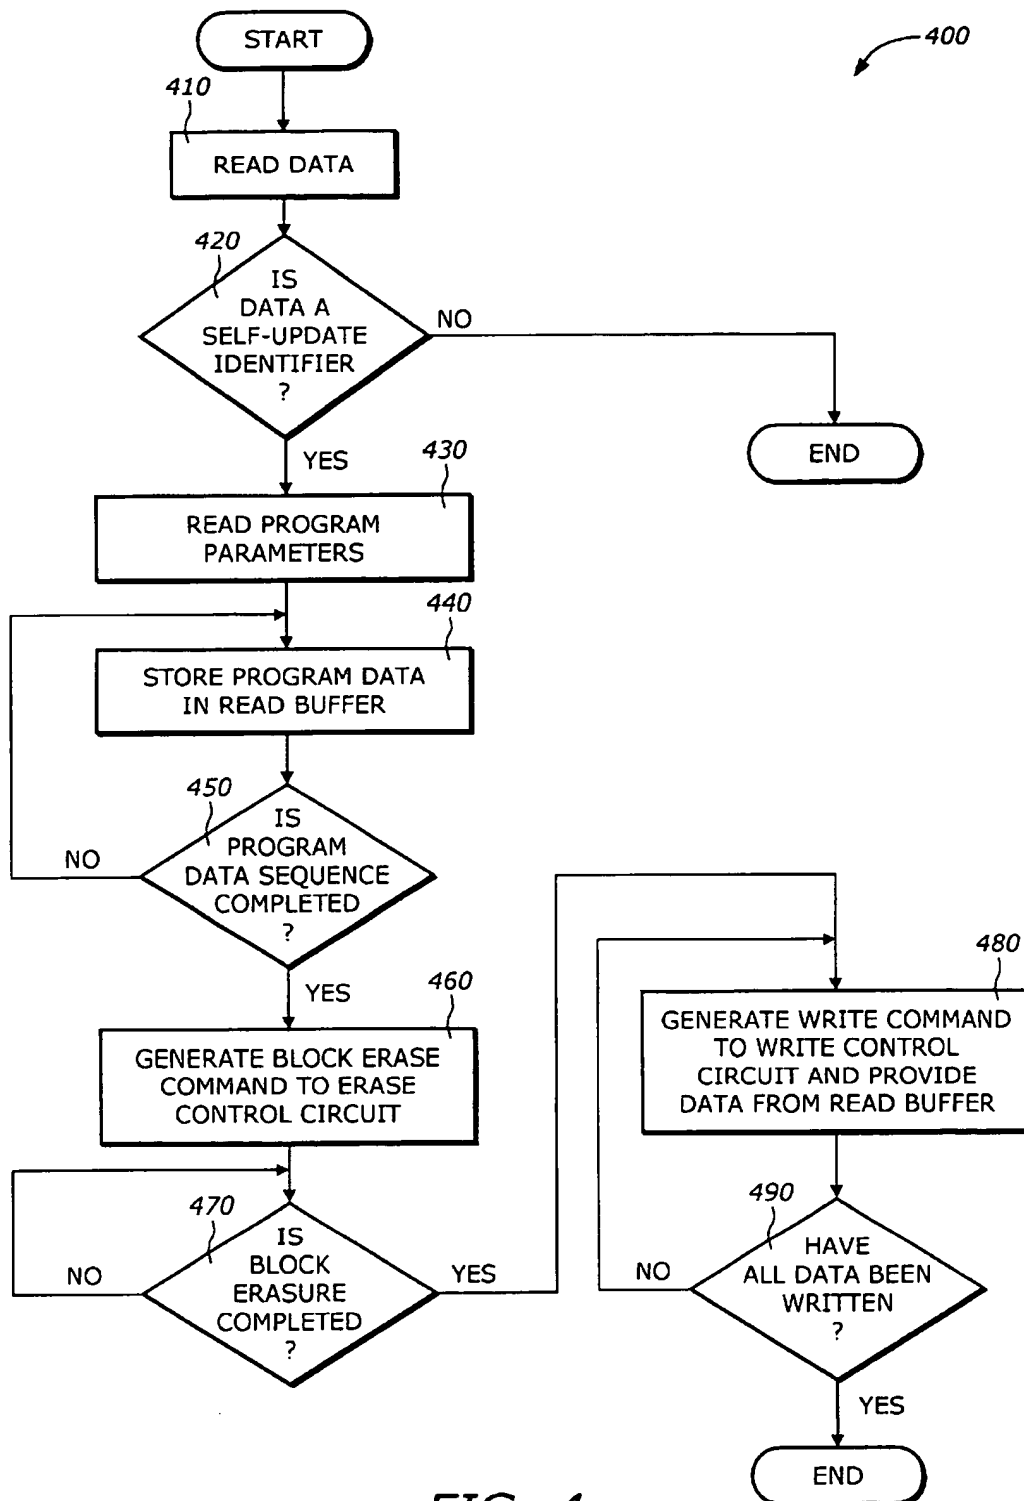 START
400
410
READ DATA
420
IS
DATA A
SELF-UPDATE
IDENTIFIER
?
NO
END
YES
430
READ PROGRAM
PARAMETERS
440
STORE PROGRAM DATA
IN READ BUFFER
450
IS
PROGRAM
DATA SEQUENCE
COMPLETED
?
NO
YES
460
GENERATE BLOCK ERASE
COMMAND TO ERASE
CONTROL CIRCUIT
470
IS
BLOCK
ERASURE
COMPLETED
?
NO
YES
480
GENERATE WRITE COMMAND
TO WRITE CONTROL
CIRCUIT AND PROVIDE
DATA FROM READ BUFFER
490
HAVE
ALL DATA BEEN
WRITTEN
?
NO
YES
END